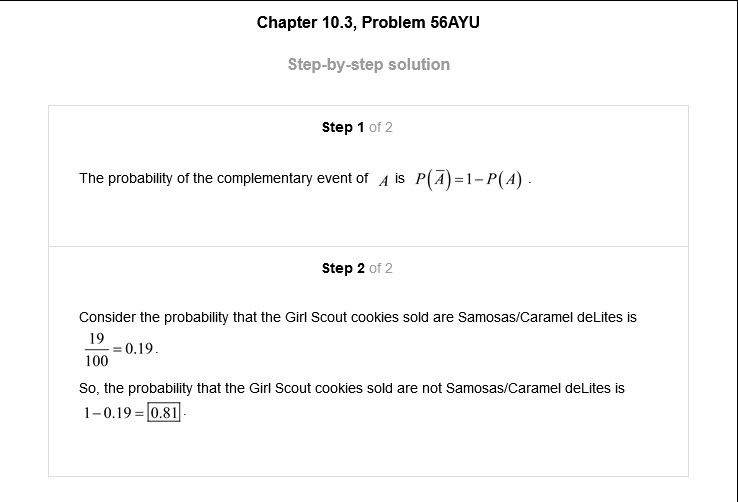 Chapter 10.3, Problem 56AYU
Step-by-step solution
Step 1 of 2
The probability of the complementary event of A is P(A̅)=1−P(A).
Step 2 of 2
Consider the probability that the Girl Scout cookies sold are Samosas/Caramel deLites is
19/100 = 0.19.
So, the probability that the Girl Scout cookies sold are not Samosas/Caramel deLites is
1−0.19 = 0.81.